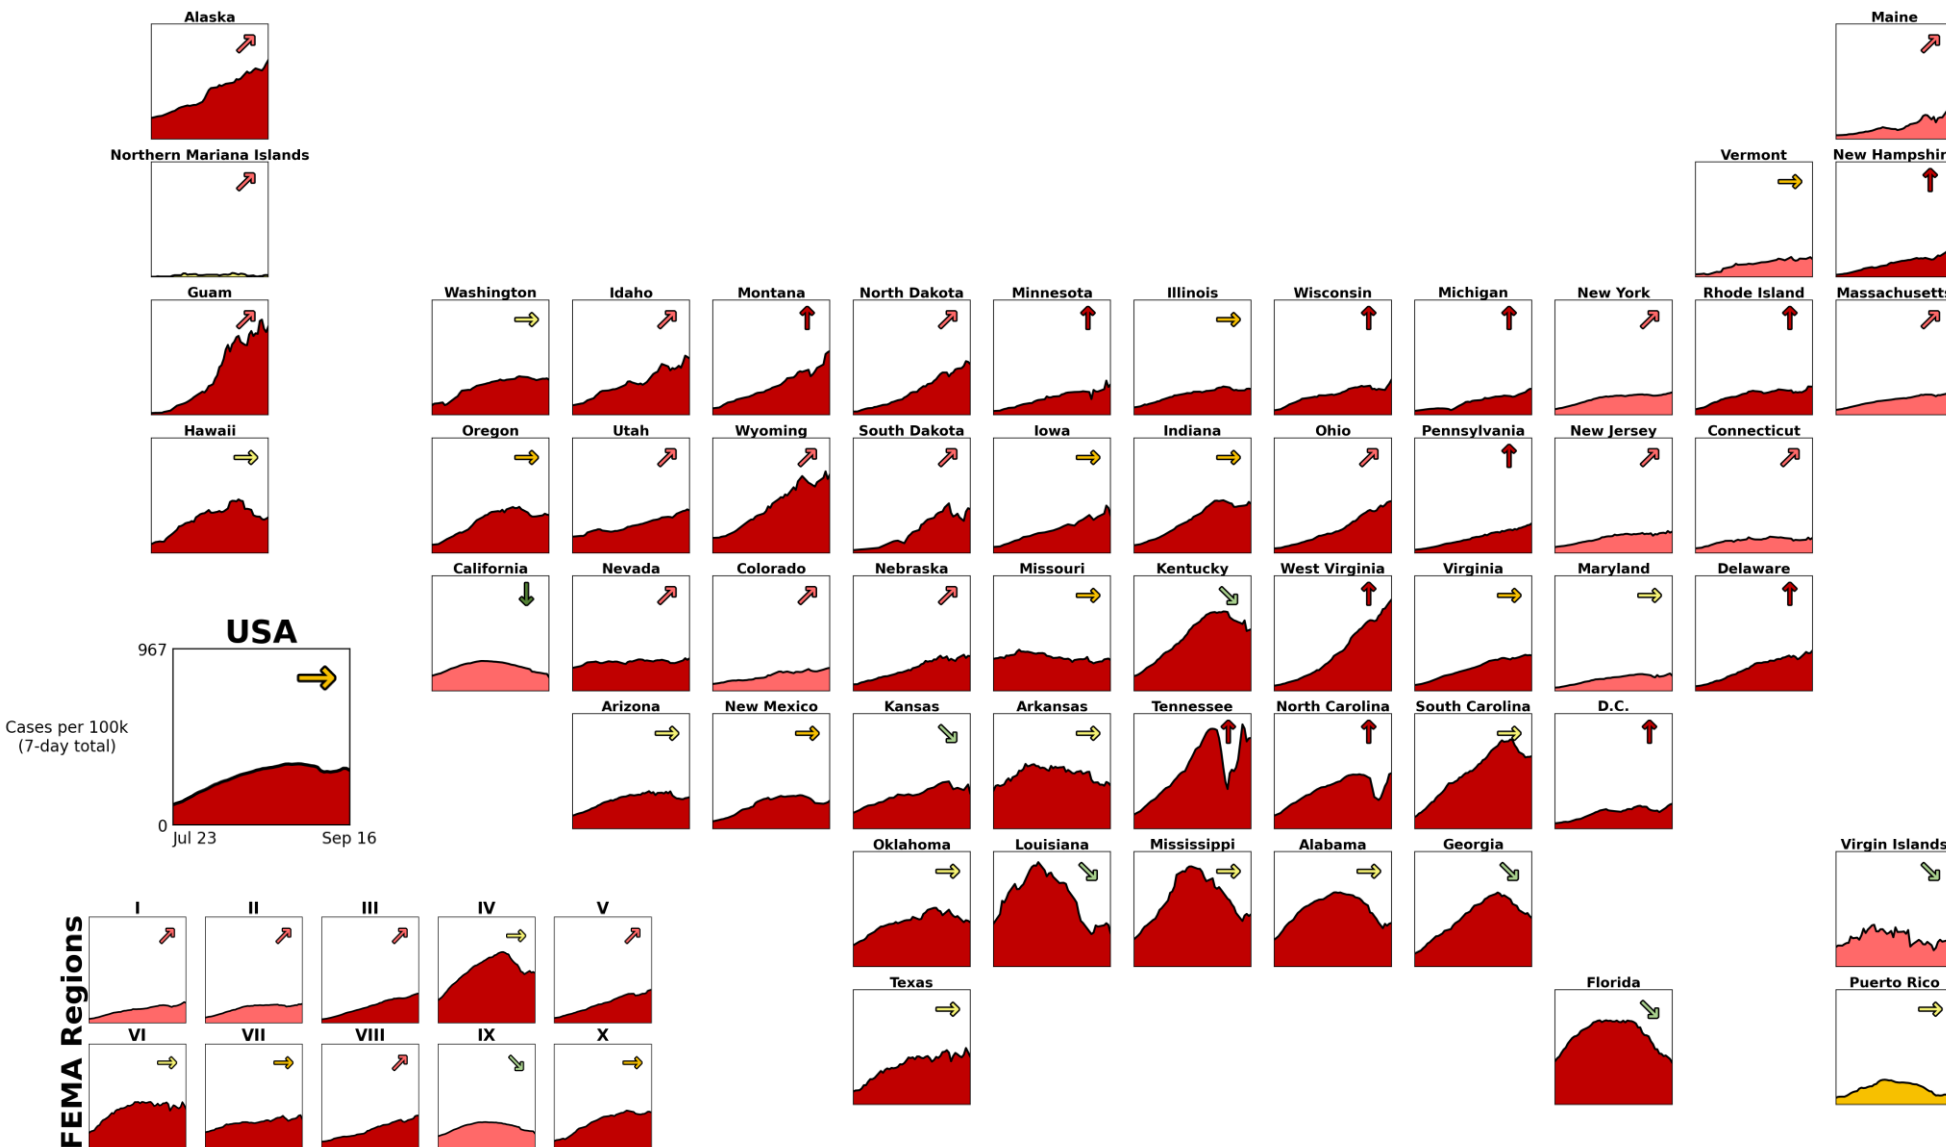 Alaska Maine
Northern Mariana Islands Vermont New Hampshir
Guam Washington Idaho Montana North Dakota Minnesota Illinois Wisconsin Michigan New York Rhode Island Massachusetts
Hawaii Oregon Utah Wyoming South Dakota Iowa Indiana Ohio Pennsylvania New Jersey Connecticut
California Nevada Colorado Nebraska Missouri Kentucky West Virginia Virginia Maryland Delaware
USA
967
Cases per 100k
(7-day total)
0
Jul 23 Sep 16
Arizona New Mexico Kansas Arkansas Tennessee North Carolina South Carolina D.C.
Oklahoma Louisiana Mississippi Alabama Georgia Virgin Islands
Texas Florida Puerto Rico
FEMA Regions
I II III IV V
VI VII VIII IX X